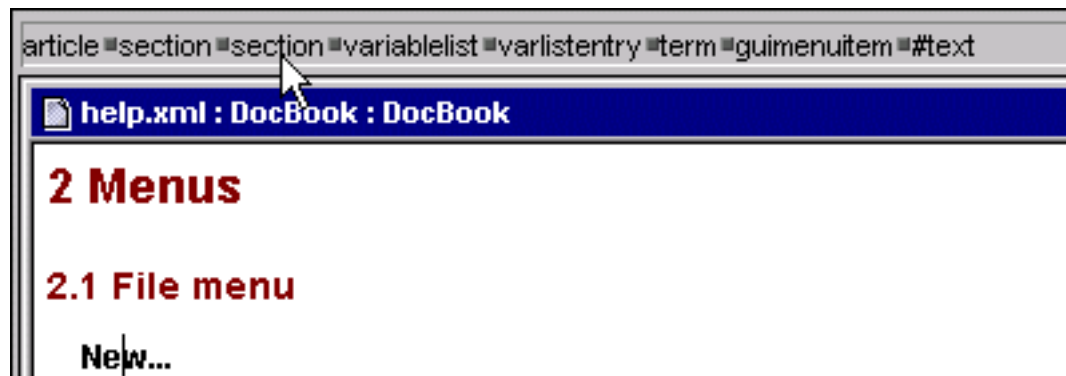 article section section variablelist varlistentry term guimenuitem #text
help.xml : DocBook : DocBook
2 Menus
2.1 File menu
New...